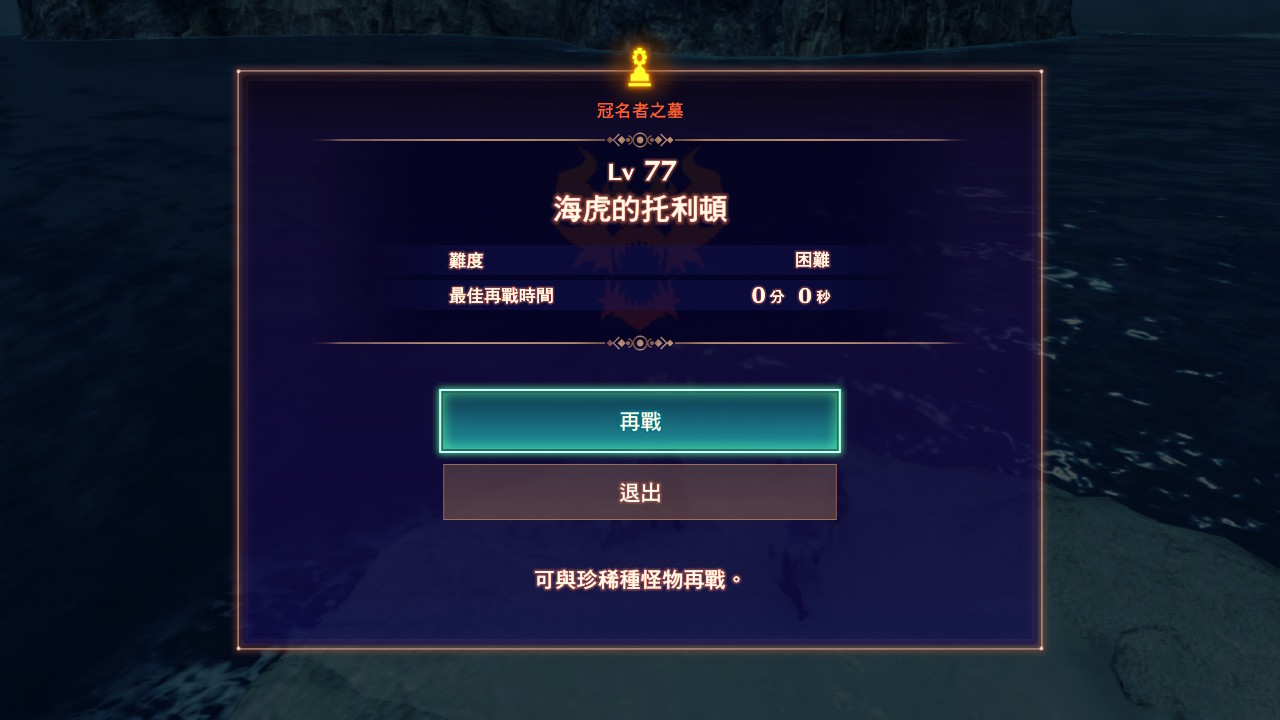 冠名者之墓
Lv 77
海虎的托利頓
難度 困難
最佳再戰時間 0分 0秒
再戰
退出
可與珍稀種怪物再戰。